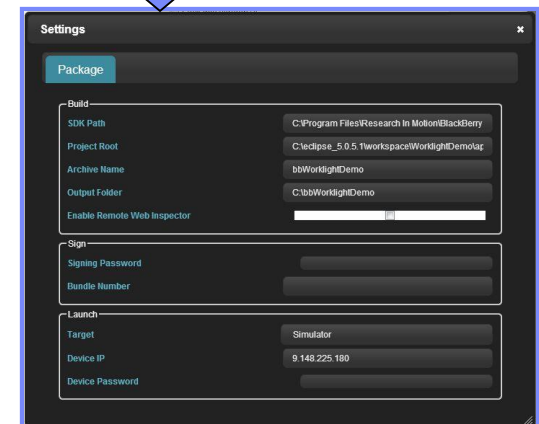 Settings
Package
Build
SDK Path C:\Program Files\Research In Motion\BlackBerry
Project Root C:\eclipse_5.0.5.1\workspace\WorklightDemo\ap
Archive Name bbWorklightDemo
Output Folder C:\bbWorklightDemo
Enable Remote Web Inspector
Sign
Signing Password
Bundle Number
Launch
Target Simulator
Device IP 9.148.225.180
Device Password